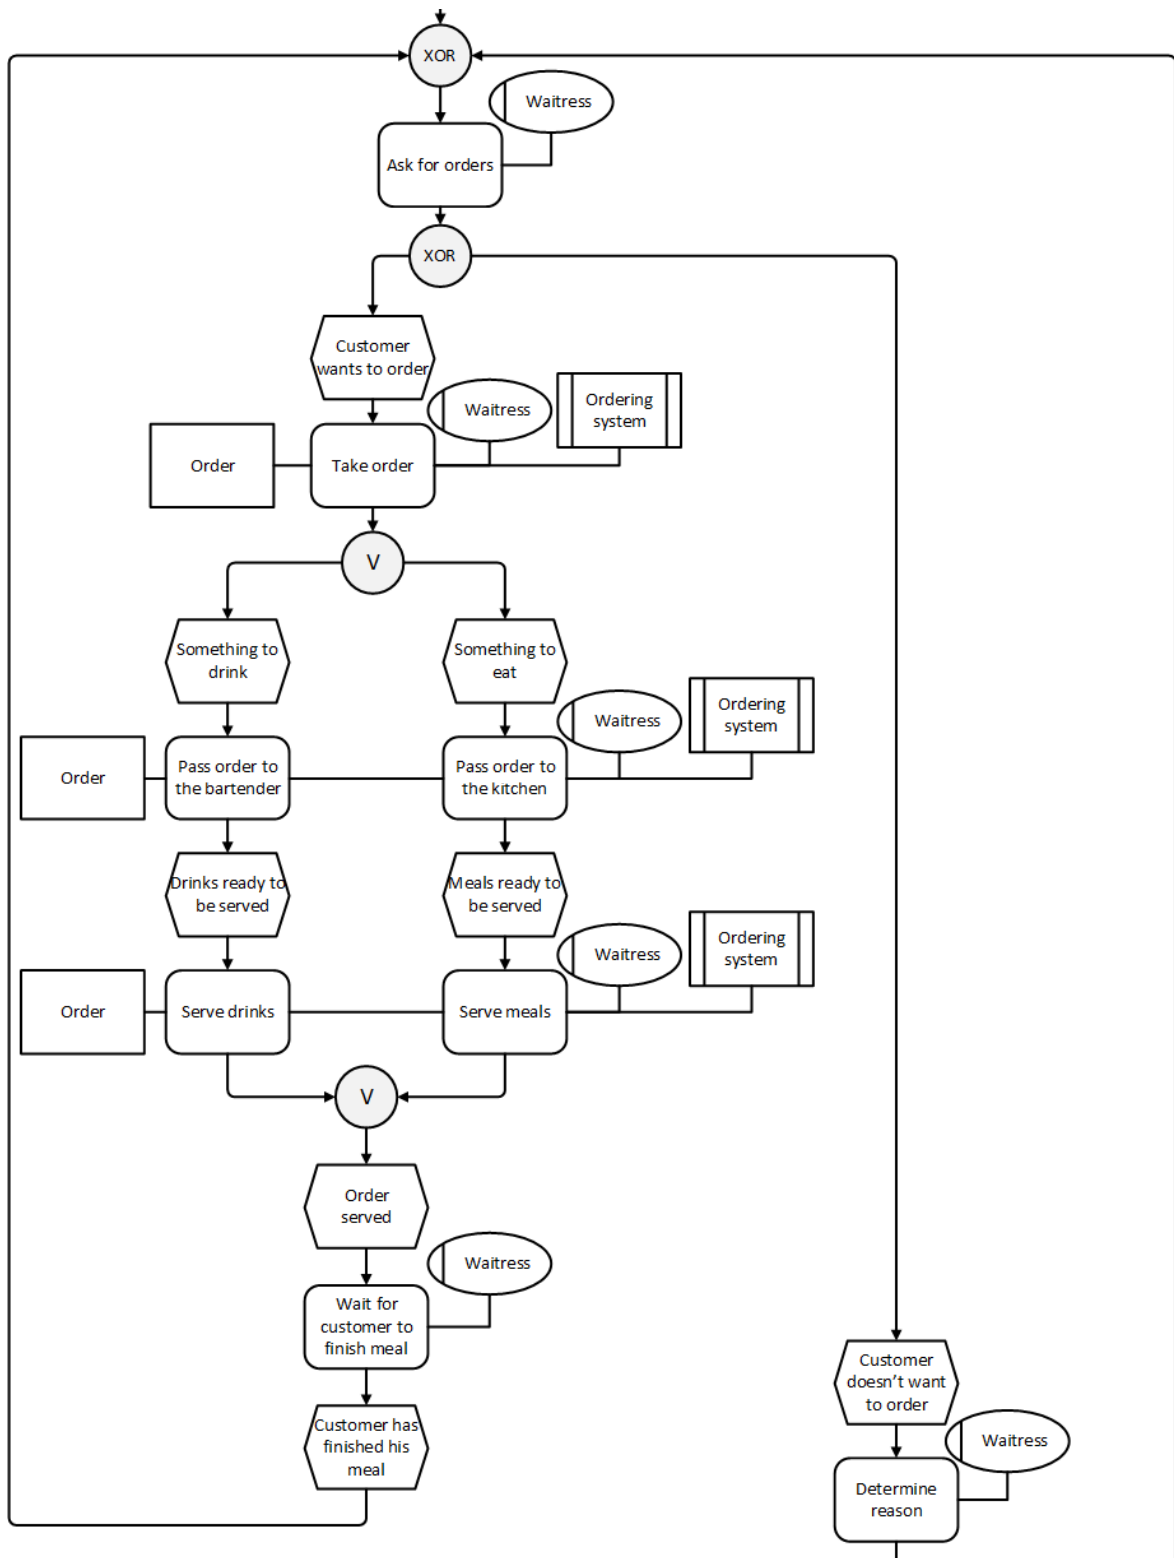 XOR
Waitress
Ask for orders
XOR
Customer
wants to order
Waitress
Ordering
system
Order
Take order
V
Something to
drink
Something to
eat
Waitress
Ordering
system
Order
Pass order to
the bartender
Pass order to
the kitchen
Drinks ready to
be served
Meals ready to
be served
Waitress
Ordering
system
Order
Serve drinks
Serve meals
V
Order
served
Waitress
Wait for
customer to
finish meal
Customer
doesn't want
to order
Customer has
finished his
meal
Waitress
Determine
reason